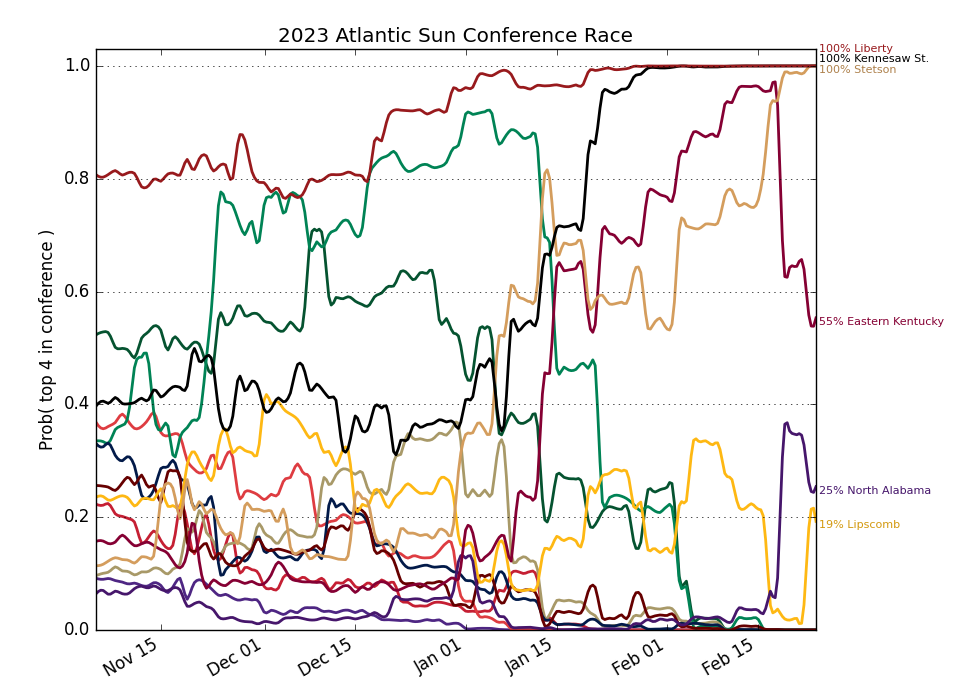 2023 Atlantic Sun Conference Race
Prob( top 4 in conference )
1.0
0.8
0.6
0.4
0.2
0.0
Nov 15
Dec 01
Dec 15
Jan 01
Jan 15
Feb 01
Feb 15
100% Liberty
100% Kennesaw St.
100% Stetson
55% Eastern Kentucky
25% North Alabama
19% Lipscomb